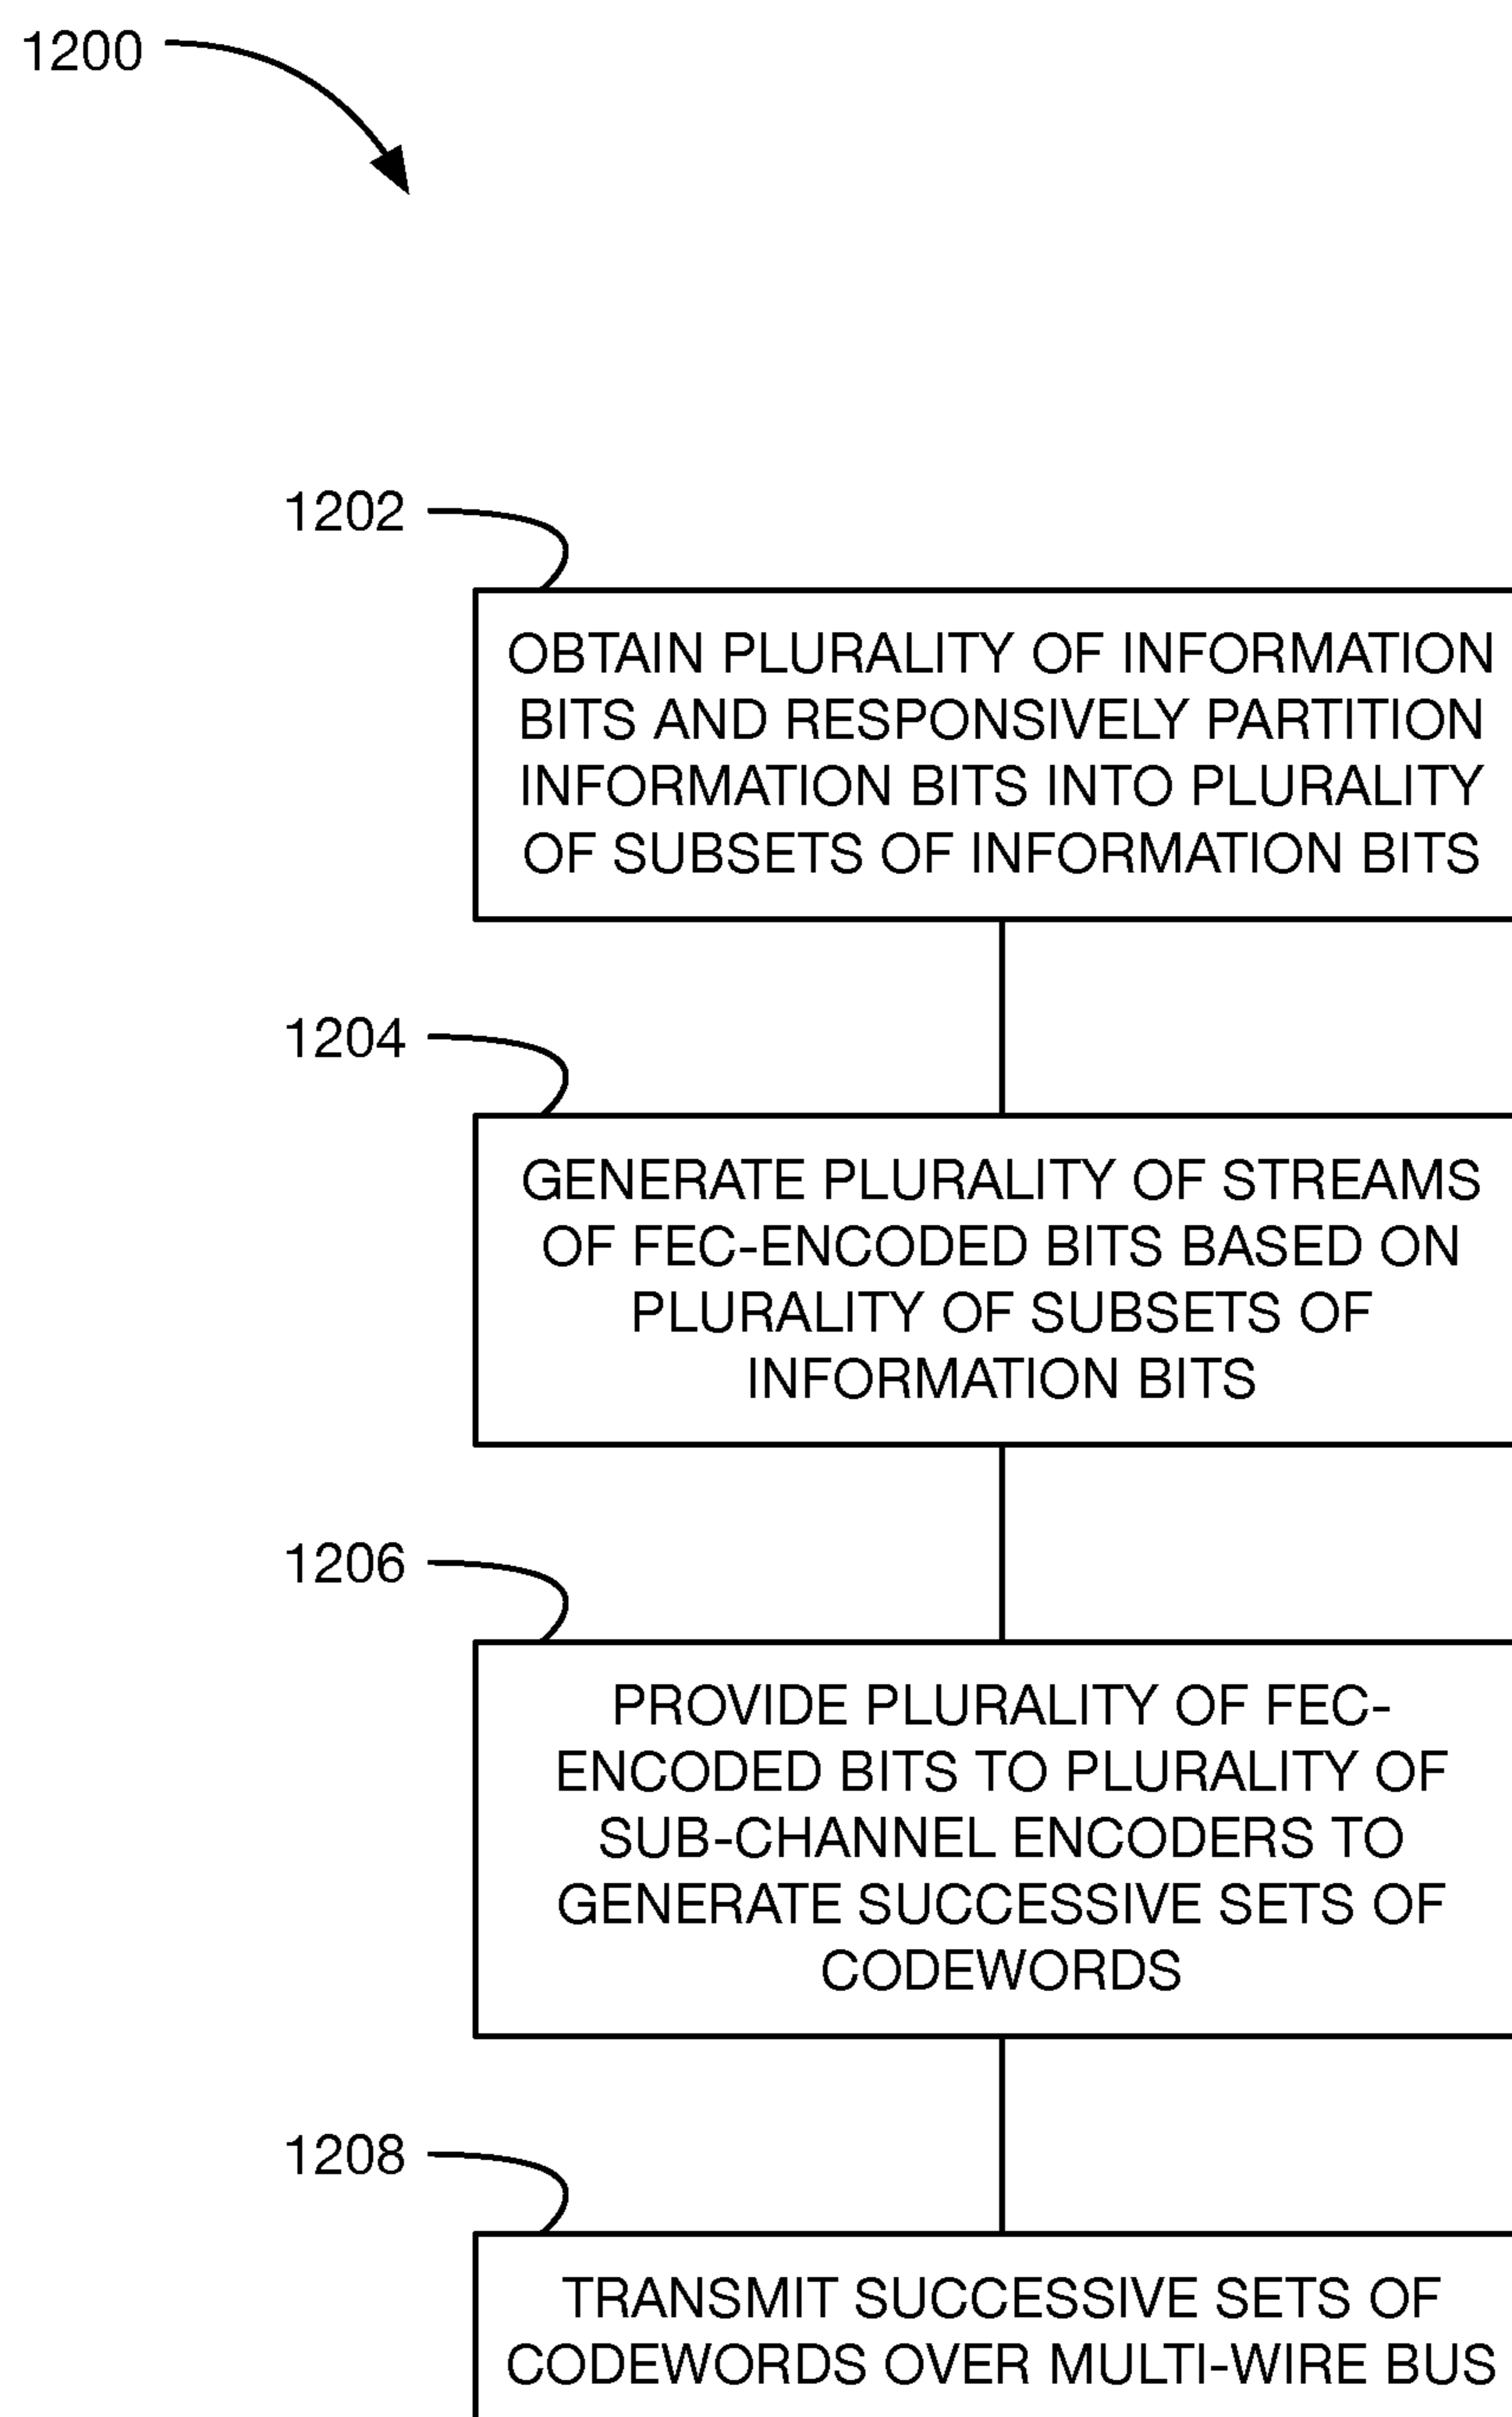 1200
1202
OBTAIN PLURALITY OF INFORMATION
BITS AND RESPONSIVELY PARTITION
INFORMATION BITS INTO PLURALITY
OF SUBSETS OF INFORMATION BITS
1204
GENERATE PLURALITY OF STREAMS
OF FEC-ENCODED BITS BASED ON
PLURALITY OF SUBSETS OF
INFORMATION BITS
1206
PROVIDE PLURALITY OF FEC-
ENCODED BITS TO PLURALITY OF
SUB-CHANNEL ENCODERS TO
GENERATE SUCCESSIVE SETS OF
CODEWORDS
1208
TRANSMIT SUCCESSIVE SETS OF
CODEWORDS OVER MULTI-WIRE BUS